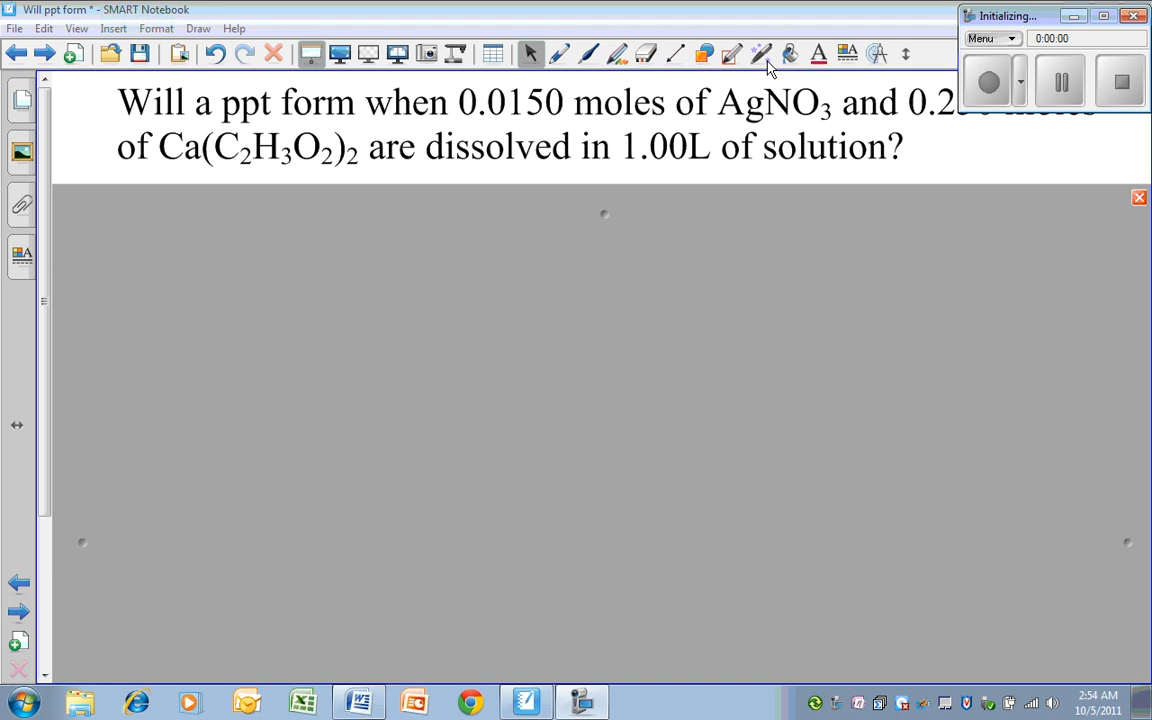 Will ppt form * - SMART Notebook
Initializing...
File Edit View Insert Format Draw Help
Menu
0:00:00
Will a ppt form when 0.0150 moles of AgNO₃ and
of Ca(C₂H₃O₂)₂ are dissolved in 1.00L of solution?
2:54 AM
10/5/2011